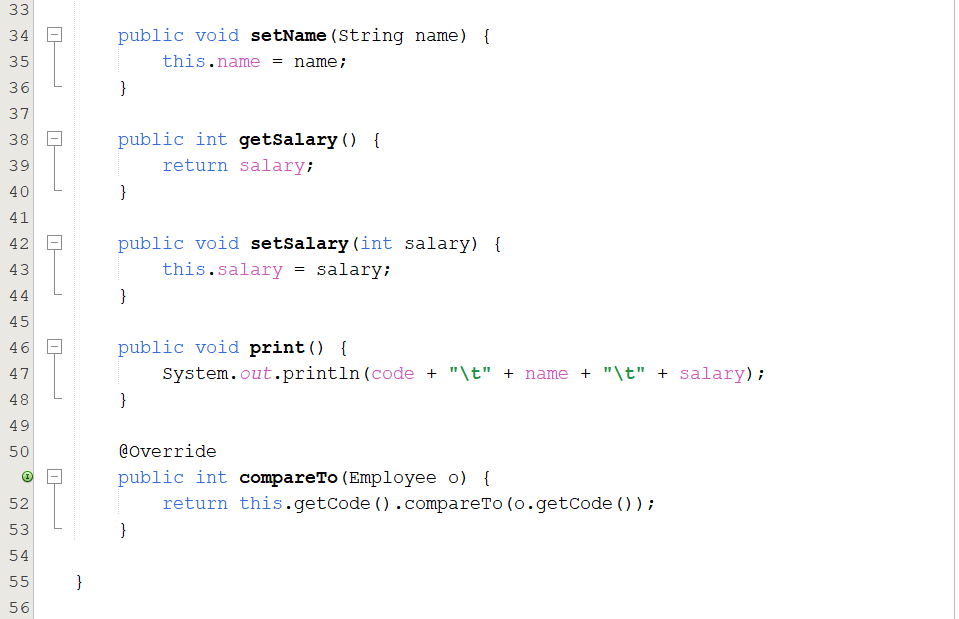 33
34 public void setName(String name) {
35 this.name = name;
36 }
37
38 public int getSalary() {
39 return salary;
40 }
41
42 public void setSalary(int salary) {
43 this.salary = salary;
44 }
45
46 public void print() {
47 System.out.println(code + "\t" + name + "\t" + salary);
48 }
49
50 @Override
public int compareTo(Employee o) {
52 return this.getCode().compareTo(o.getCode());
53 }
54
55 }
56